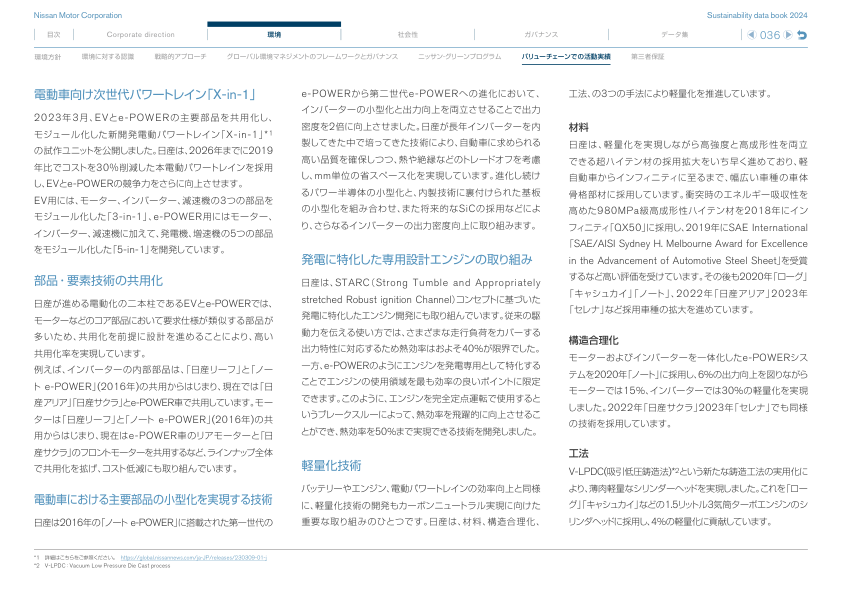 Nissan Motor Corporation
Sustainability data book 2024
目次
Corporate direction
環境
社会性
ガバナンス
データ集
036
環境方針
環境に対する認識
戦略的アプローチ
グローバル環境マネジメントのフレームワークとガバナンス
ニッサン・グリーンプログラム
バリューチェーンでの活動実績
第三者保証
電動車向け次世代パワートレイン「X-in-1」
2023年3月、EVとe-POWERの主要部品を共用化し、
モジュール化した新開発電動パワートレイン「X-in-1」*1
の試作ユニットを公開しました。日産は、2026年までに2019
年比でコストを30%削減した本電動パワートレインを採用
し、EVとe-POWERの競争力をさらに向上させます。
EV用には、モーター、インバーター、減速機の3つの部品を
モジュール化した「3-in-1」、e-POWER用にはモーター、
インバーター、減速機に加えて、発電機、増速機の5つの部品
をモジュール化した「5-in-1」を開発しています。
部品・要素技術の共用化
日産が進める電動化の二本柱であるEVとe-POWERでは、
モーターなどのコア部品において要求仕様が類似する部品が
多いため、共用化を前提に設計を進めることにより、高い
共用化率を実現しています。
例えば、インバーターの内部部品は、「日産リーフ」と「ノー
ト e-POWER」(2016年)の共用からはじまり、現在では「日
産アリア」「日産サクラ」とe-POWER車で共用しています。モー
ターは「日産リーフ」と「ノート e-POWER」(2016年)の共
用からはじまり、現在はe-POWER車のリアモーターと「日
産サクラ」のフロントモーターを共用するなど、ラインナップ全体
で共用化を拡げ、コスト低減にも取り組んでいます。
電動車における主要部品の小型化を実現する技術
日産は2016年の「ノート e-POWER」に搭載された第一世代の
e-POWERから第二世代e-POWERへの進化において、
インバーターの小型化と出力向上を両立させることで出力
密度を2倍に向上させました。日産が長年インバーターを内
製してきた中で培ってきた技術により、自動車に求められる
高い品質を確保しつつ、熱や絶縁などのトレードオフを考慮
し、mm単位の省スペース化を実現しています。進化し続け
るパワー半導体の小型化と、内製技術に裏付けられた基板
の小型化を組み合わせ、また将来的なSiCの採用などによ
り、さらなるインバーターの出力密度向上に取り組みます。
発電に特化した専用設計エンジンの取り組み
日産は、STARC（Strong Tumble and Appropriately
stretched Robust ignition Channel）コンセプトに基づいた
発電に特化したエンジン開発にも取り組んでいます。従来の駆
動力を伝える使い方では、さまざまな走行負荷をカバーする
出力特性に対応するため熱効率はおよそ40%が限界でした。
一方、e-POWERのようにエンジンを発電専用として特化する
ことでエンジンの使用領域を最も効率の良いポイントに限定
できます。このように、エンジンを完全定点運転で使用すると
いうブレークスルーによって、熱効率を飛躍的に向上させるこ
とができ、熱効率を50%まで実現できる技術を開発しました。
軽量化技術
バッテリーやエンジン、電動パワートレインの効率向上と同様
に、軽量化技術の開発もカーボンニュートラル実現に向けた
重要な取り組みのひとつです。日産は、材料、構造合理化、
工法、の3つの手法により軽量化を推進しています。
材料
日産は、軽量化を実現しながら高強度と高成形性を両立
できる超ハイテン材の採用拡大をいち早く進めており、軽
自動車からインフィニティに至るまで、幅広い車種の車体
骨格部材に採用しています。衝突時のエネルギー吸収性を
高めた980MPa級高成形性ハイテン材を2018年にイン
フィニティ「QX50」に採用し、2019年にSAE International
「SAE/AISI Sydney H. Melbourne Award for Excellence
in the Advancement of Automotive Steel Sheet」を受賞
するなど高い評価を受けています。その後も2020年「ローグ」
「キャシュカイ」「ノート」、2022年「日産アリア」2023年
「セレナ」など採用車種の拡大を進めています。
構造合理化
モーターおよびインバーターを一体化したe-POWERシス
テムを2020年「ノート」に採用し、6%の出力向上を図りながら
モーターでは15%、インバーターでは30%の軽量化を実現
しました。2022年「日産サクラ」2023年「セレナ」でも同様
の技術を採用しています。
工法
V-LPDC(吸引低圧鋳造法)*2という新たな鋳造工法の実用化に
より、薄肉軽量なシリンダーヘッドを実現しました。これを「ロー
グ」「キャシュカイ」などの1.5リットル3気筒ターボエンジンのシ
リンダヘッドに採用し、4%の軽量化に貢献しています。
*1 詳細はこちらをご参照ください。 https://global.nissannews.com/ja-JP/releases/230309-01-j
*2 V-LPDC：Vacuum Low Pressure Die Cast process